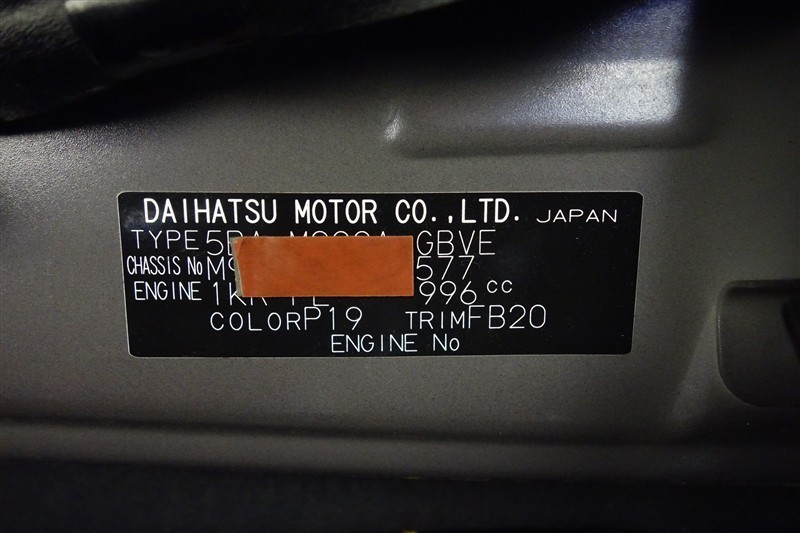 DAIHATSU MOTOR CO.,LTD. JAPAN
TYPE GBVE
CHASSIS No 577
ENGINE 996 cc
COLOR P19 TRIM FB20
ENGINE No